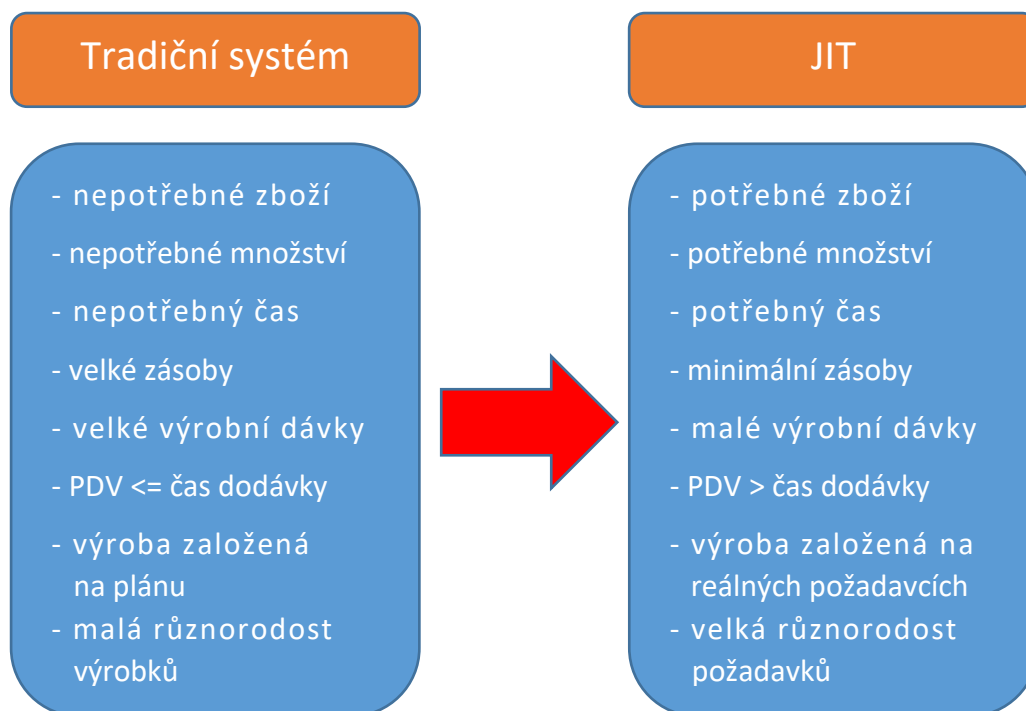 Tradiční systém
- nepotřebné zboží
- nepotřebné množství
- nepotřebný čas
- velké zásoby
- velké výrobní dávky
- PDV <= čas dodávky
- výroba založená
na plánu
- malá různorodost
výrobků
JIT
- potřebné zboží
- potřebné množství
- potřebný čas
- minimální zásoby
- malé výrobní dávky
- PDV > čas dodávky
- výroba založená na
reálných požadavcích
- velká různorodost
požadavků